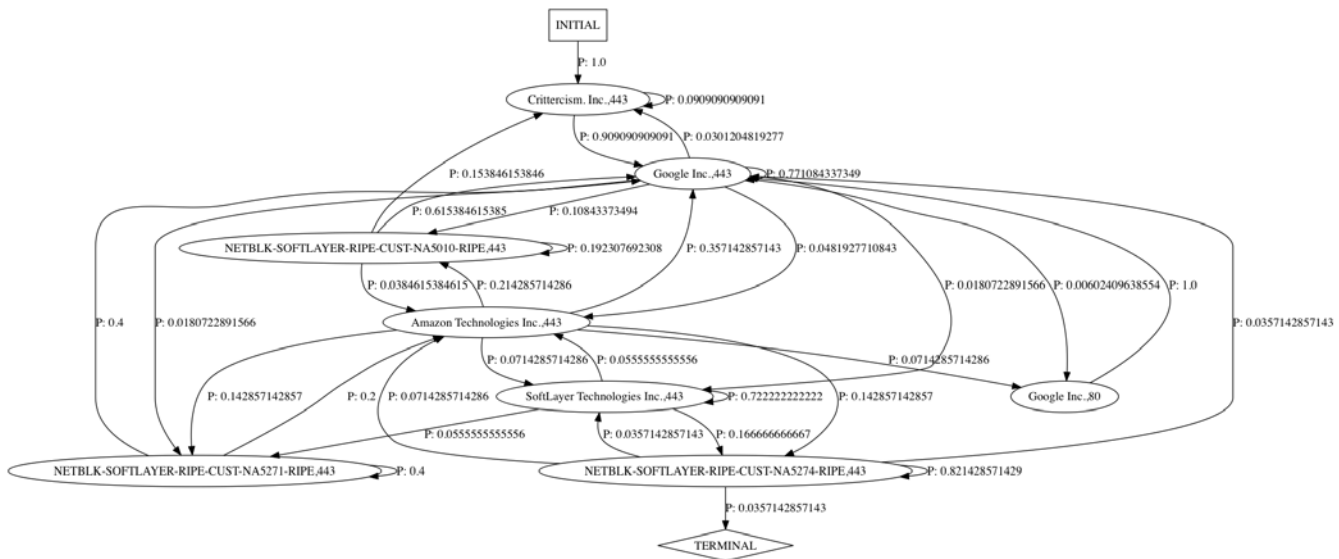 INITIAL
P: 1.0
Crittercism. Inc.,443
P: 0.0909090909091
P: 0.909090909091
P: 0.0301204819277
Google Inc.,443
P: 0.771084337349
P: 0.153846153846
P: 0.615384615385
P: 0.10843373494
NETBLK-SOFTLAYER-RIPE-CUST-NA5010-RIPE,443
P: 0.192307692308
P: 0.357142857143
P: 0.0481927710843
P: 0.0384615384615
P: 0.214285714286
P: 0.0180722891566
P: 0.00602409638554
P: 1.0
P: 0.4
P: 0.0180722891566
Amazon Technologies Inc.,443
P: 0.0357142857143
P: 0.0714285714286
P: 0.0555555555556
P: 0.0714285714286
P: 0.142857142857
P: 0.2
P: 0.0714285714286
SoftLayer Technologies Inc.,443
P: 0.722222222222
P: 0.142857142857
Google Inc.,80
P: 0.0555555555556
P: 0.0357142857143
P: 0.166666666667
NETBLK-SOFTLAYER-RIPE-CUST-NA5271-RIPE,443
P: 0.4
NETBLK-SOFTLAYER-RIPE-CUST-NA5274-RIPE,443
P: 0.821428571429
P: 0.0357142857143
TERMINAL